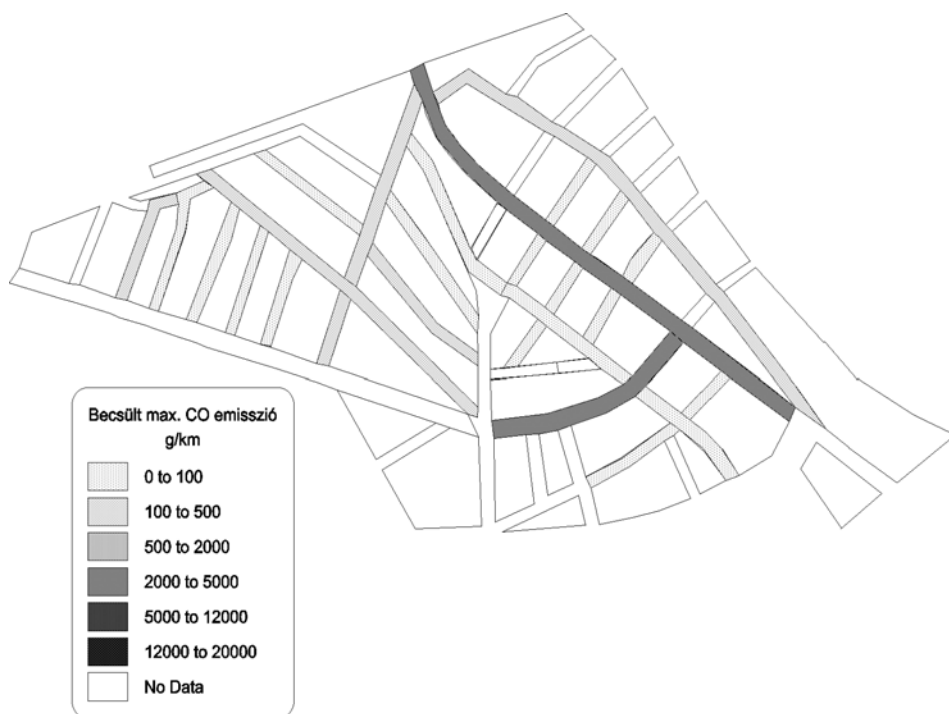 Becsült max. CO emisszió
g/km
0 to 100
100 to 500
500 to 2000
2000 to 5000
5000 to 12000
12000 to 20000
No Data